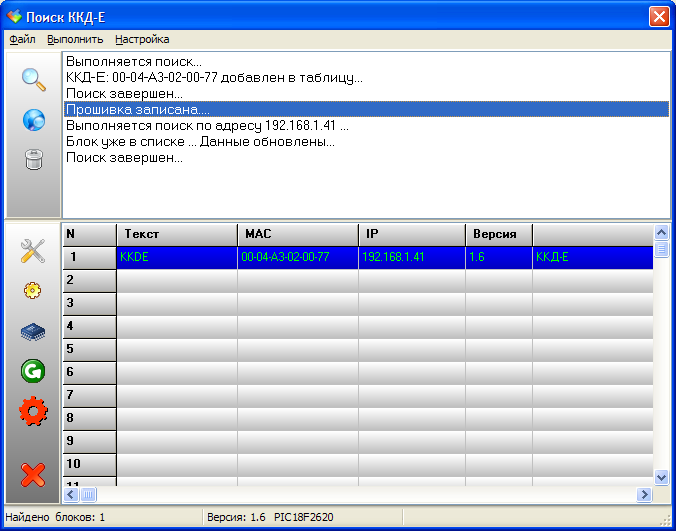 Поиск ККД-Е
Файл Выполнить Настройка
Выполняется поиск...
ККД-Е: 00-04-A3-02-00-77 добавлен в таблицу...
Поиск завершен...
Прошивка записана....
Выполняется поиск по адресу 192.168.1.41 ...
Блок уже в списке ... Данные обновлены...
Поиск завершен...
N Текст MAC IP Версия
1 KKDE 00-04-A3-02-00-77 192.168.1.41 1.6 ККД-Е
2
3
4
5
6
7
8
9
10
11
Найдено блоков: 1 Версия: 1.6 PIC18F2620